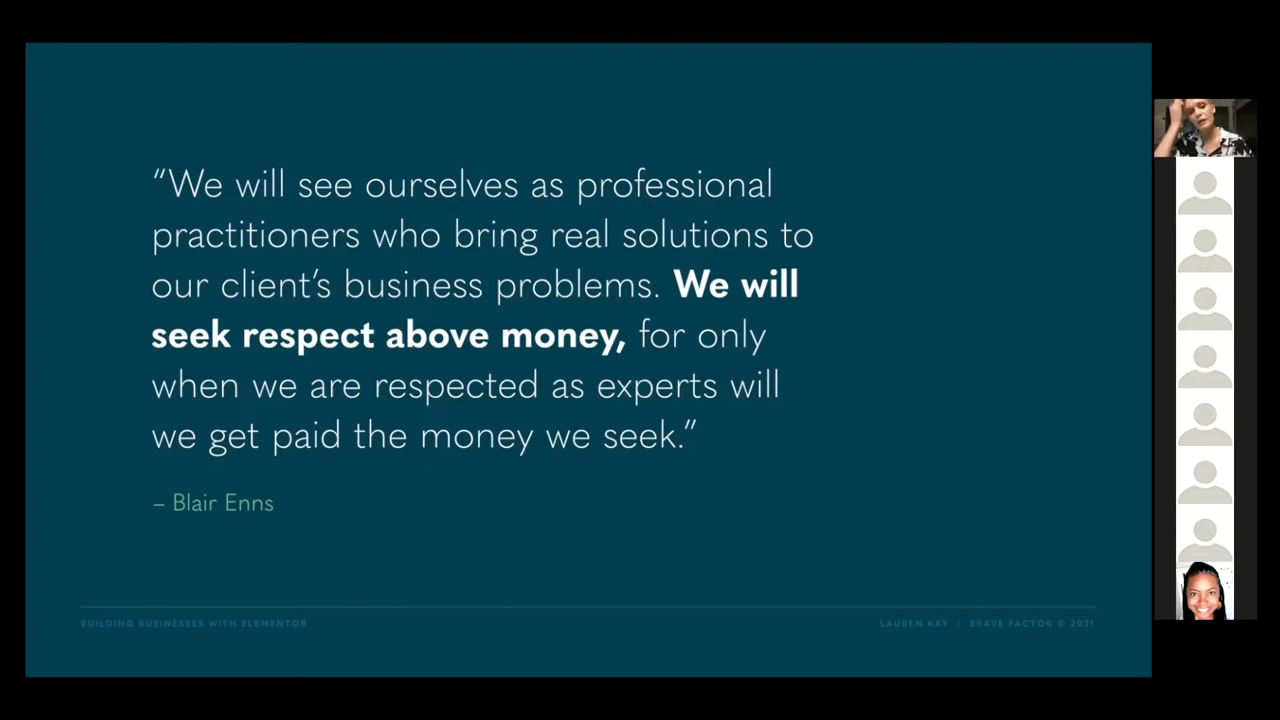 “We will see ourselves as professional
practitioners who bring real solutions to
our client’s business problems. We will
seek respect above money, for only
when we are respected as experts will
we get paid the money we seek.”
– Blair Enns
BUILDING BUSINESSES WITH ELEMENTOR
LAUREN KAY / BRAVE FACTOR © 2021